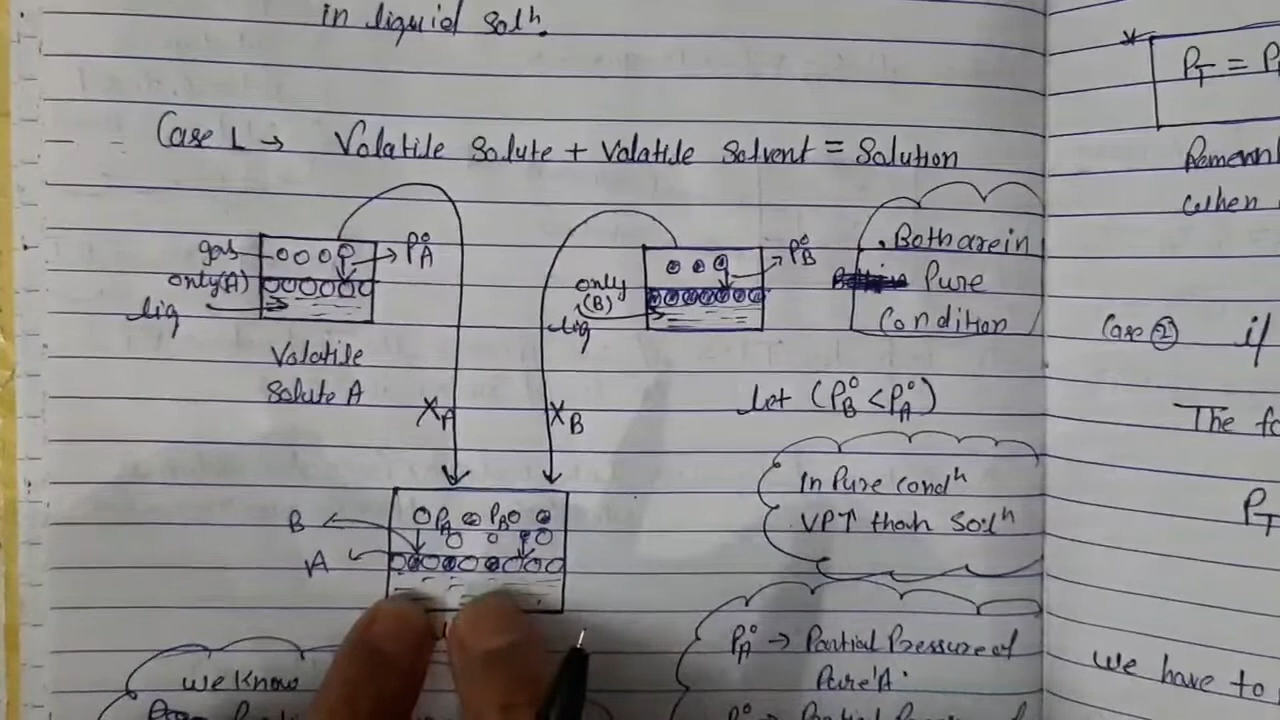 in liquid Solⁿ.
Case 1 → Volatile Solute + Volatile Solvent = Solution
gas
P°A
only(A)
liq
Volatile
Solute A
only
(B)
liq
P°B
. Both are in
Pure
Condition
Let (P°B < P°A)
XA
XB
In Pure condⁿ
VP↑ than Solⁿ
B
A
PA
PB
We Know
P°A → Partial Pressure of
Pure 'A'
*
PT =
when
Case ② if
The fo
PT
we have to